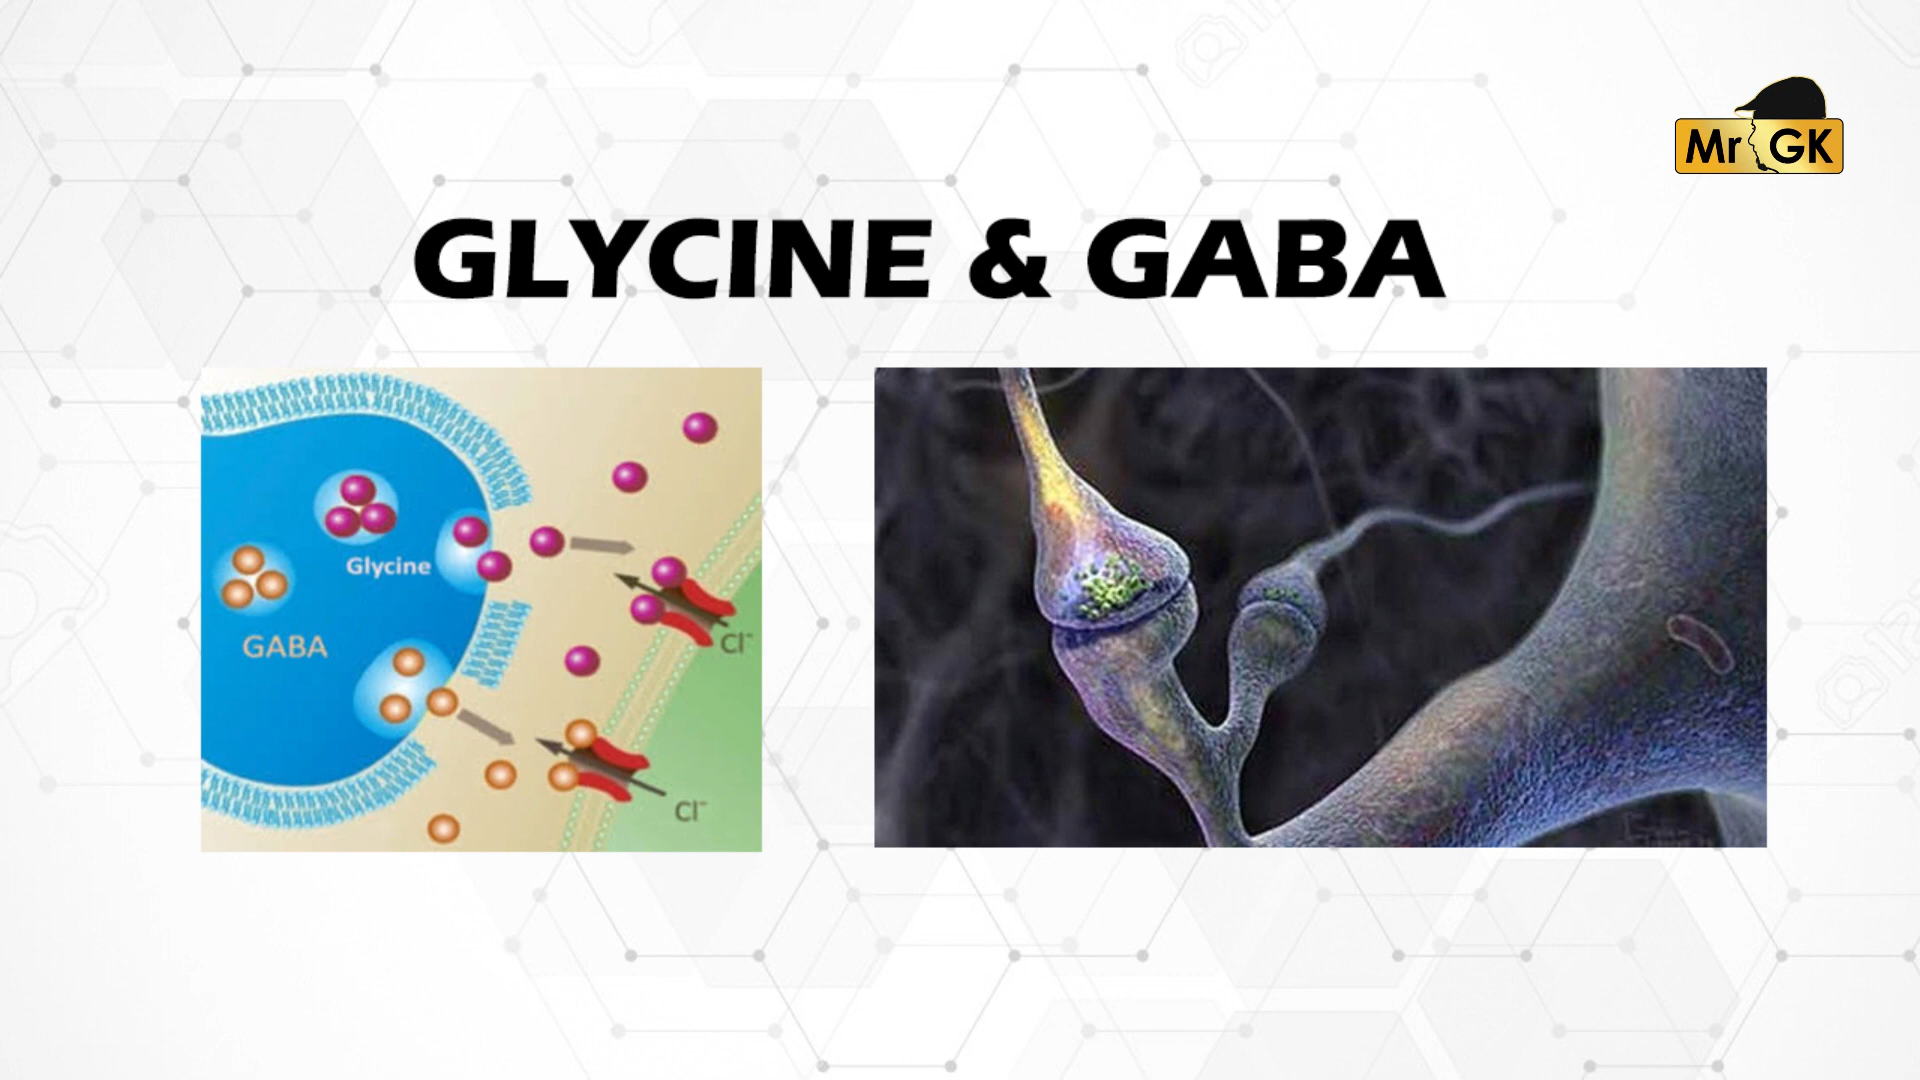 Mr GK
GLYCINE & GABA
Glycine
GABA
Cl⁻
Cl⁻